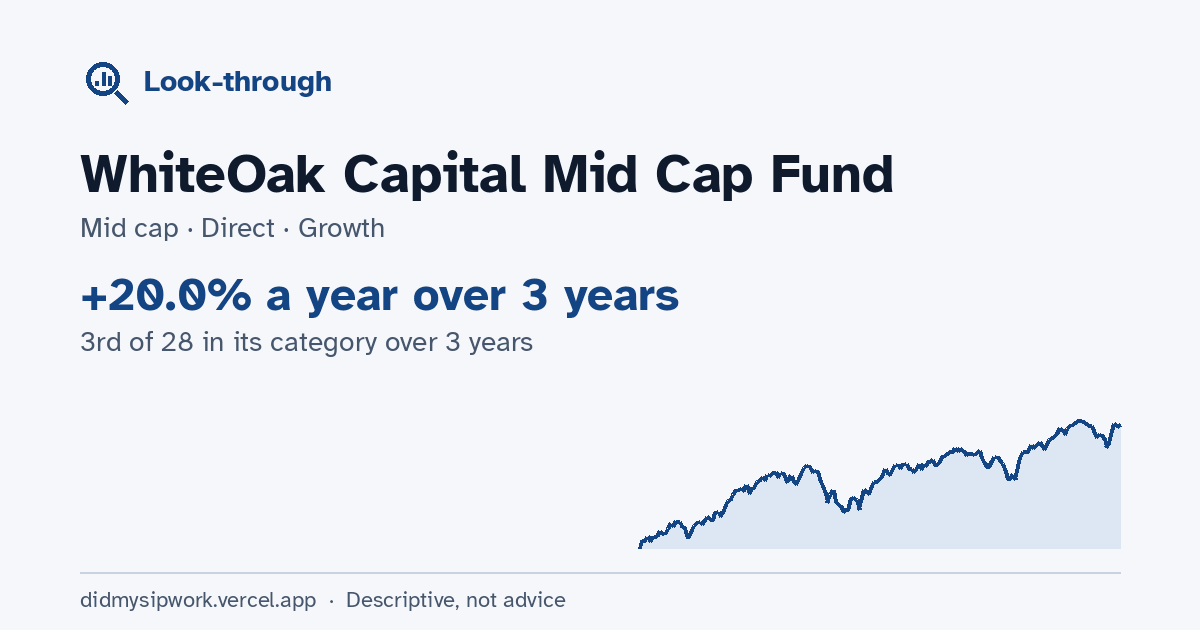 Look-through
WhiteOak Capital Mid Cap Fund
Mid cap · Direct · Growth
+20.0% a year over 3 years
3rd of 28 in its category over 3 years
didmysipwork.vercel.app · Descriptive, not advice